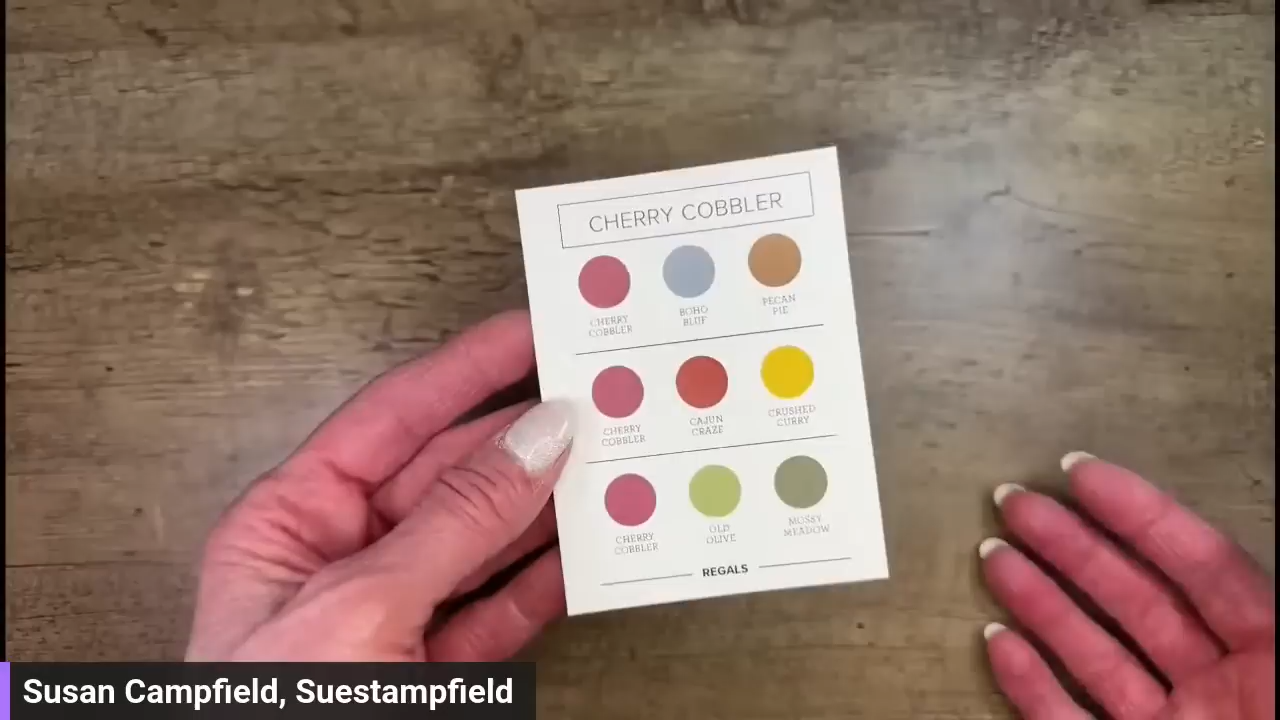 CHERRY COBBLER
CHERRY
COBBLER
BOHO
BLUE
PECAN
PIE
CHERRY
COBBLER
CAJUN
CRAZE
CRUSHED
CURRY
CHERRY
COBBLER
OLD
OLIVE
MOSSY
MEADOW
REGALS
Susan Campfield, Suestampfield